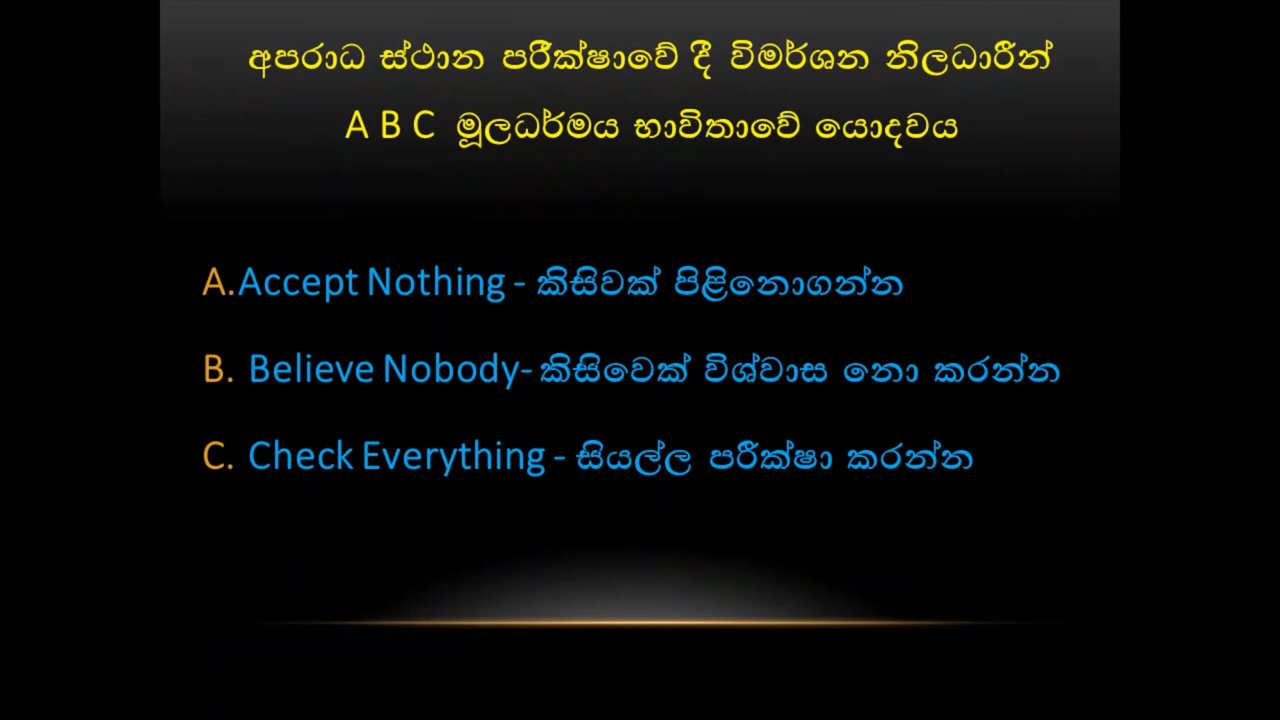 අපරාධ ස්ථාන පරීක්ෂාවේ දී විමර්ශන නිලධාරීන්
A B C මූලධර්මය භාවිතාවේ යොදවය
A.Accept Nothing - කිසිවක් පිළිනොගන්න
B. Believe Nobody- කිසිවෙක් විශ්වාස නො කරන්න
C. Check Everything - සියල්ල පරීක්ෂා කරන්න